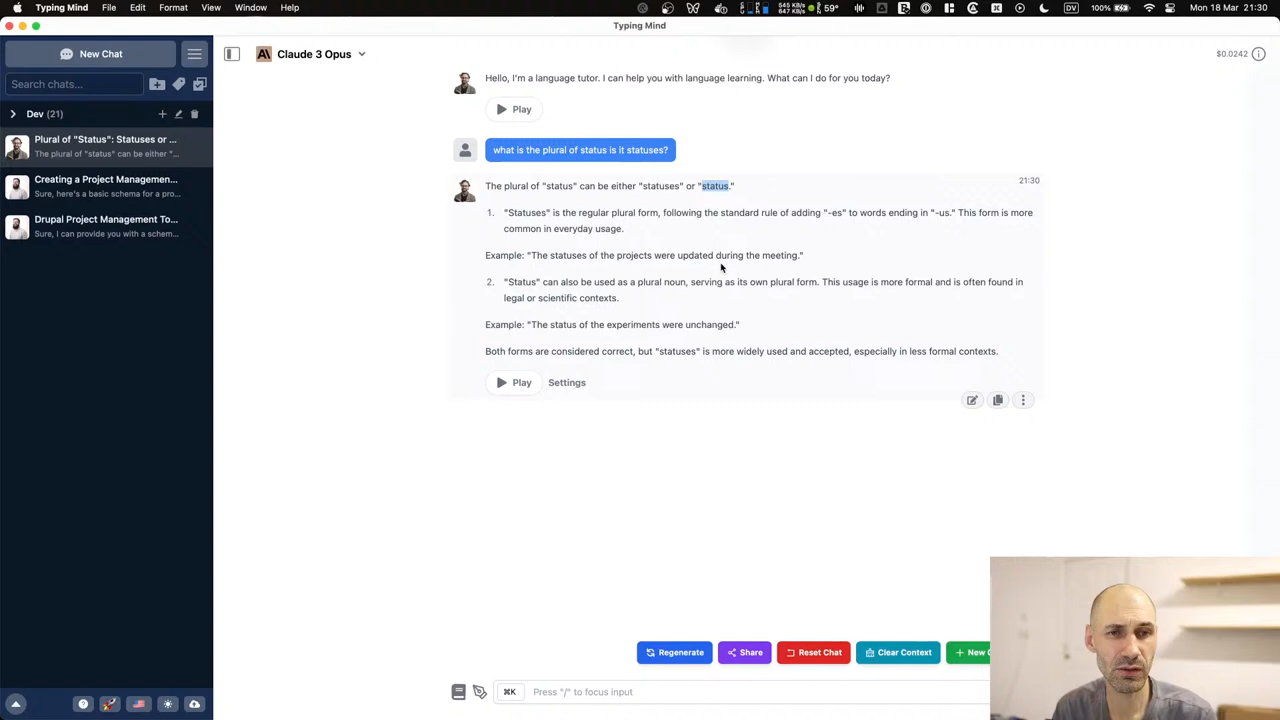 Typing Mind Edit View Window Help
545 KB/s
647 KB/s
59°
DV
100%
Mon 18 Mar 21:30
Typing Mind
New Chat
Search chats...
Dev (21)
Plural of "Status": Statuses or ...
The plural of "status" can be either "...
Creating a Project Managemen...
Sure, here's a basic schema for a pro...
Drupal Project Management To...
Sure, I can provide you with a schem...
Claude 3 Opus
$0.0242
Hello, I'm a language tutor. I can help you with language learning. What can I do for you today?
Play
what is the plural of status is it statuses?
21:30
The plural of "status" can be either "statuses" or "status."
1. "Statuses" is the regular plural form, following the standard rule of adding "-es" to words ending in "-us." This form is more
common in everyday usage.
Example: "The statuses of the projects were updated during the meeting."
2. "Status" can also be used as a plural noun, serving as its own plural form. This usage is more formal and is often found in
legal or scientific contexts.
Example: "The status of the experiments were unchanged."
Both forms are considered correct, but "statuses" is more widely used and accepted, especially in less formal contexts.
Play Settings
Regenerate Share Reset Chat Clear Context New
⌘K Press "/" to focus input